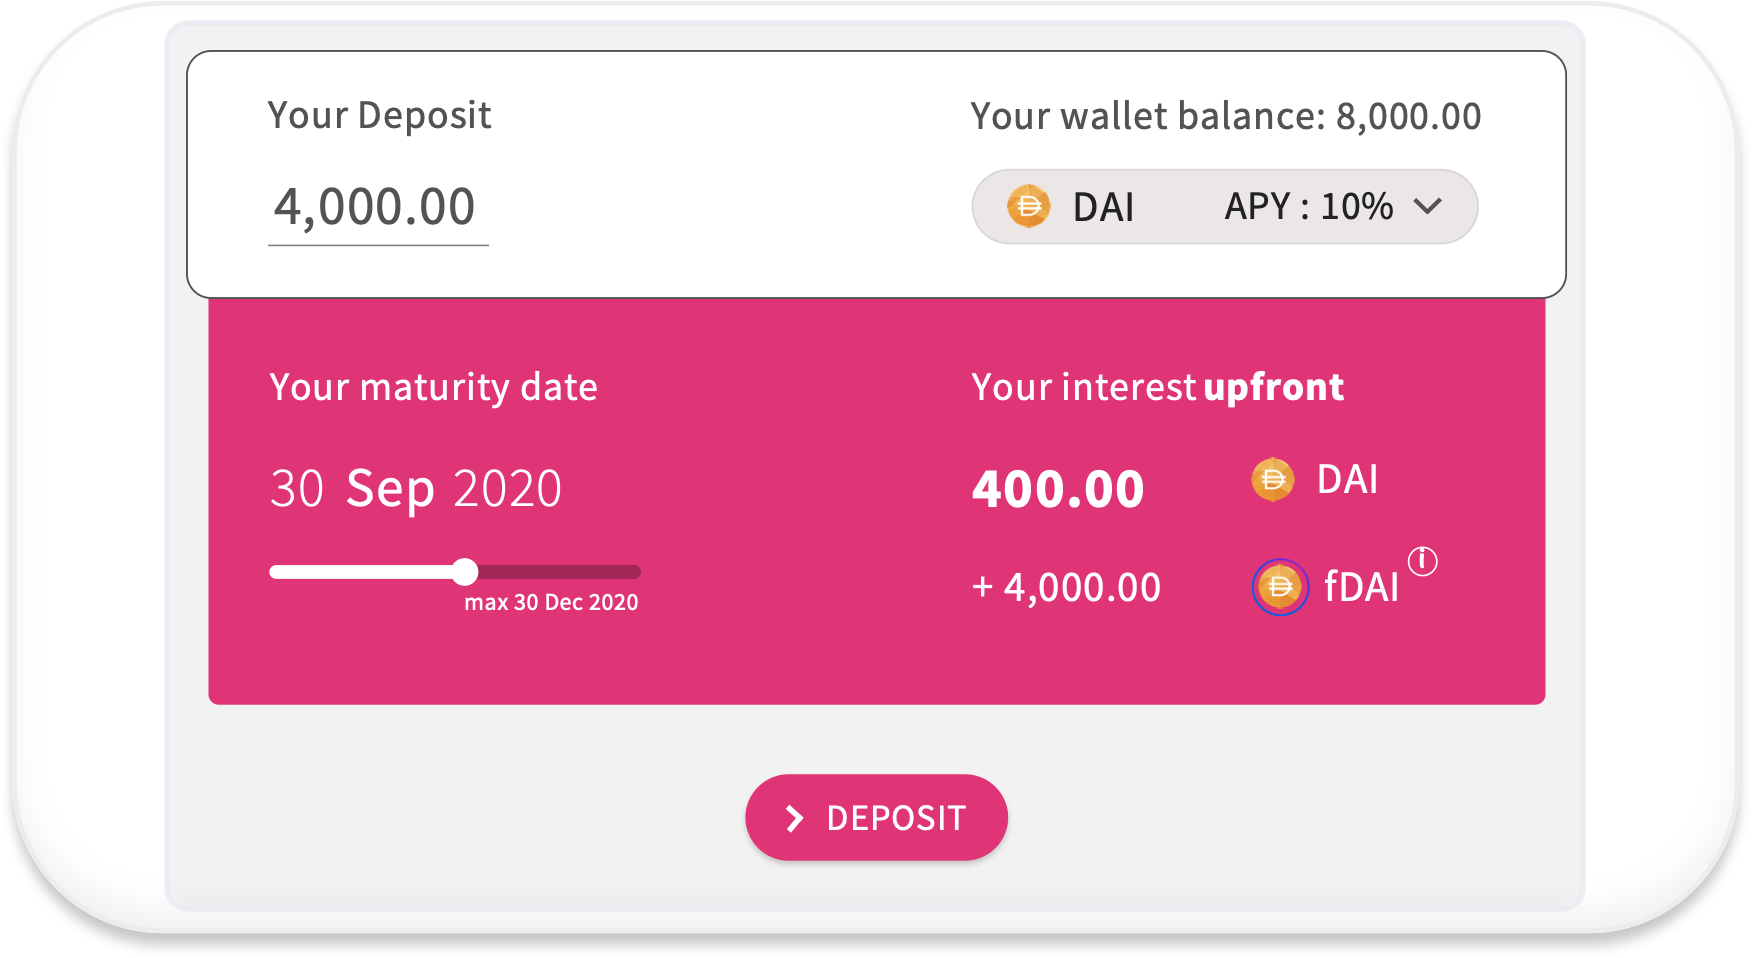 Your Deposit
Your wallet balance: 8,000.00
4,000.00
DAI APY : 10%
Your maturity date
Your interest upfront
30 Sep 2020
400.00 DAI
max 30 Dec 2020
+ 4,000.00 fDAI i
DEPOSIT